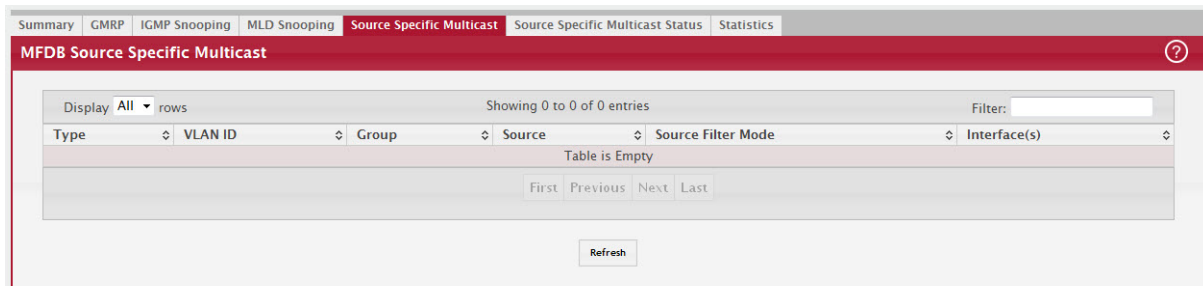 Summary GMRP IGMP Snooping MLD Snooping Source Specific Multicast Source Specific Multicast Status Statistics
MFDB Source Specific Multicast ?
Display All rows Showing 0 to 0 of 0 entries Filter:
Type VLAN ID Group Source Source Filter Mode Interface(s)
Table is Empty
First Previous Next Last
Refresh